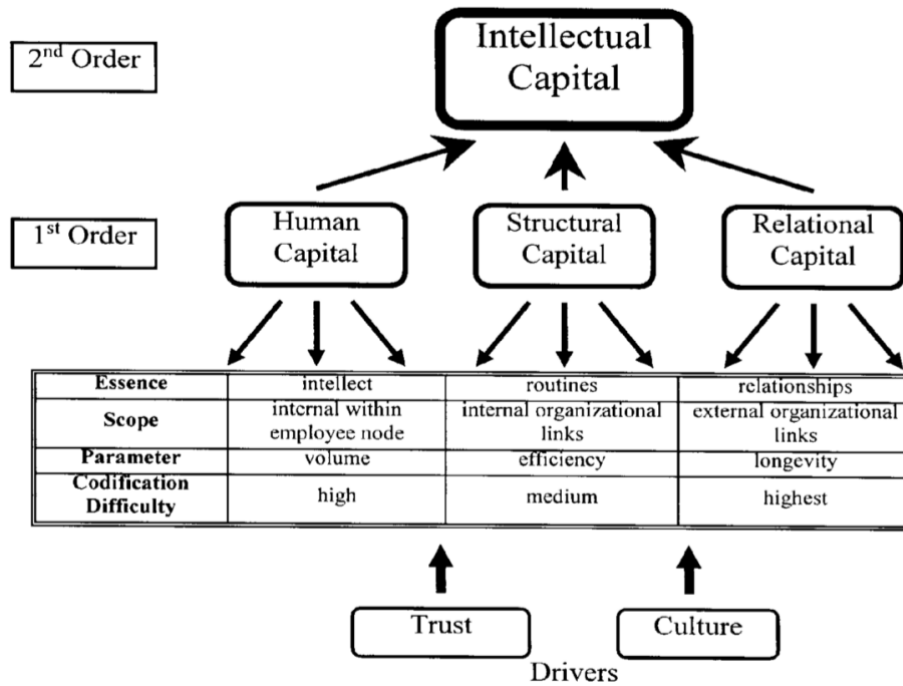 2nd Order
Intellectual
Capital
1st Order
Human
Capital
Structural
Capital
Relational
Capital
Essence intellect routines relationships
Scope internal within employee node internal organizational links external organizational links
Parameter volume efficiency longevity
Codification Difficulty high medium highest
Trust
Culture
Drivers